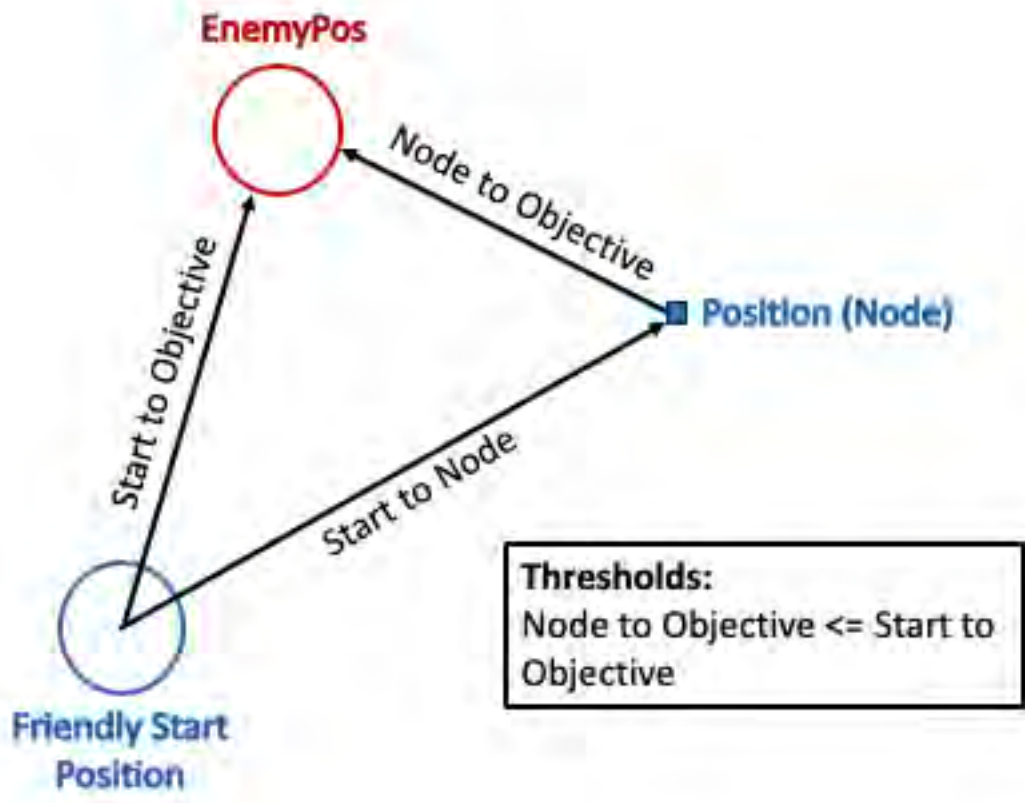 EnemyPos
Node to Objective
Start to Objective
Position (Node)
Start to Node
Thresholds:
Node to Objective <= Start to
Objective
Friendly Start
Position